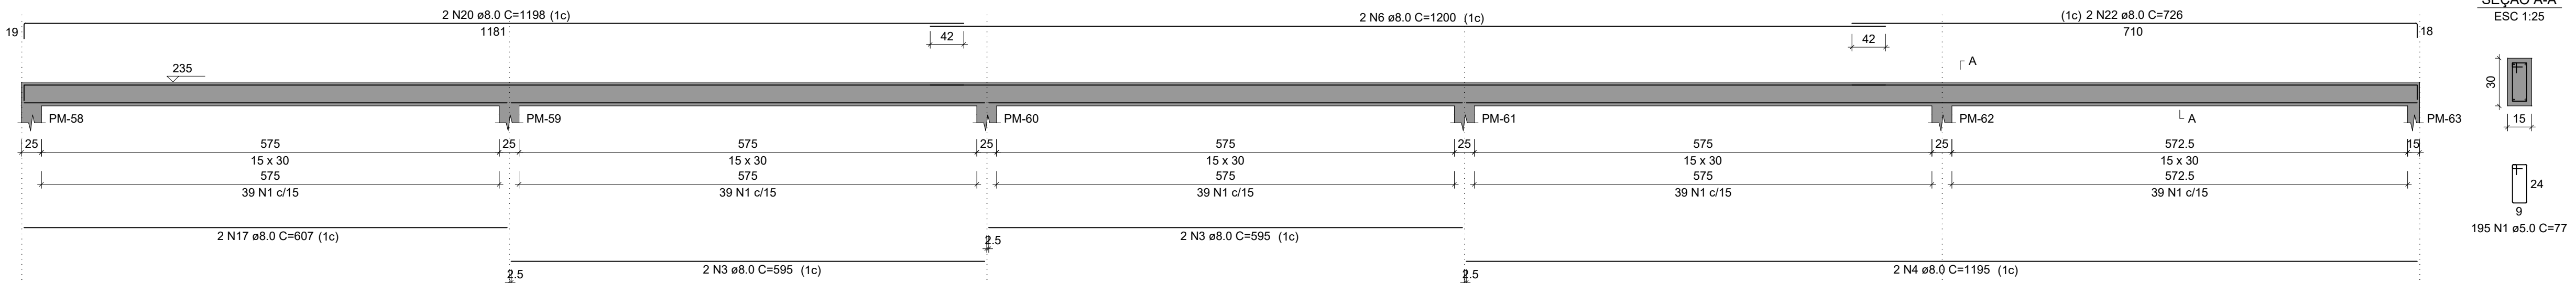 2 N20 ø8.0 C=1198 (1c)
2 N6 ø8.0 C=1200 (1c)
(1c) 2 N22 ø8.0 C=726
SEÇÃO A-A
ESC 1:25
19
1181
42
42
710
18
235
A
30
PM-58
PM-59
PM-60
PM-61
PM-62
A
PM-63
15
25
575
25
575
25
575
25
575
25
572.5
15
15 x 30
15 x 30
15 x 30
15 x 30
15 x 30
575
575
575
575
572.5
39 N1 c/15
39 N1 c/15
39 N1 c/15
39 N1 c/15
39 N1 c/15
24
9
195 N1 ø5.0 C=77
2 N17 ø8.0 C=607 (1c)
2.5
2 N3 ø8.0 C=595 (1c)
2.5
2 N3 ø8.0 C=595 (1c)
2.5
2 N4 ø8.0 C=1195 (1c)